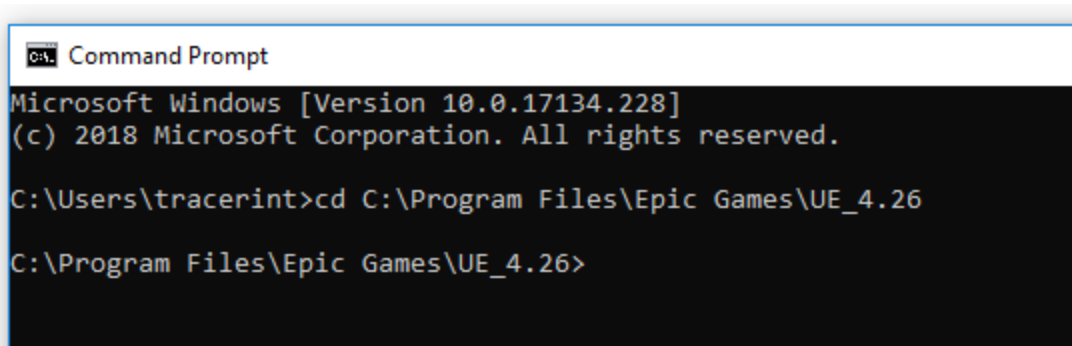 Command Prompt
Microsoft Windows [Version 10.0.17134.228]
(c) 2018 Microsoft Corporation. All rights reserved.
C:\Users\tracerint>cd C:\Program Files\Epic Games\UE_4.26
C:\Program Files\Epic Games\UE_4.26>